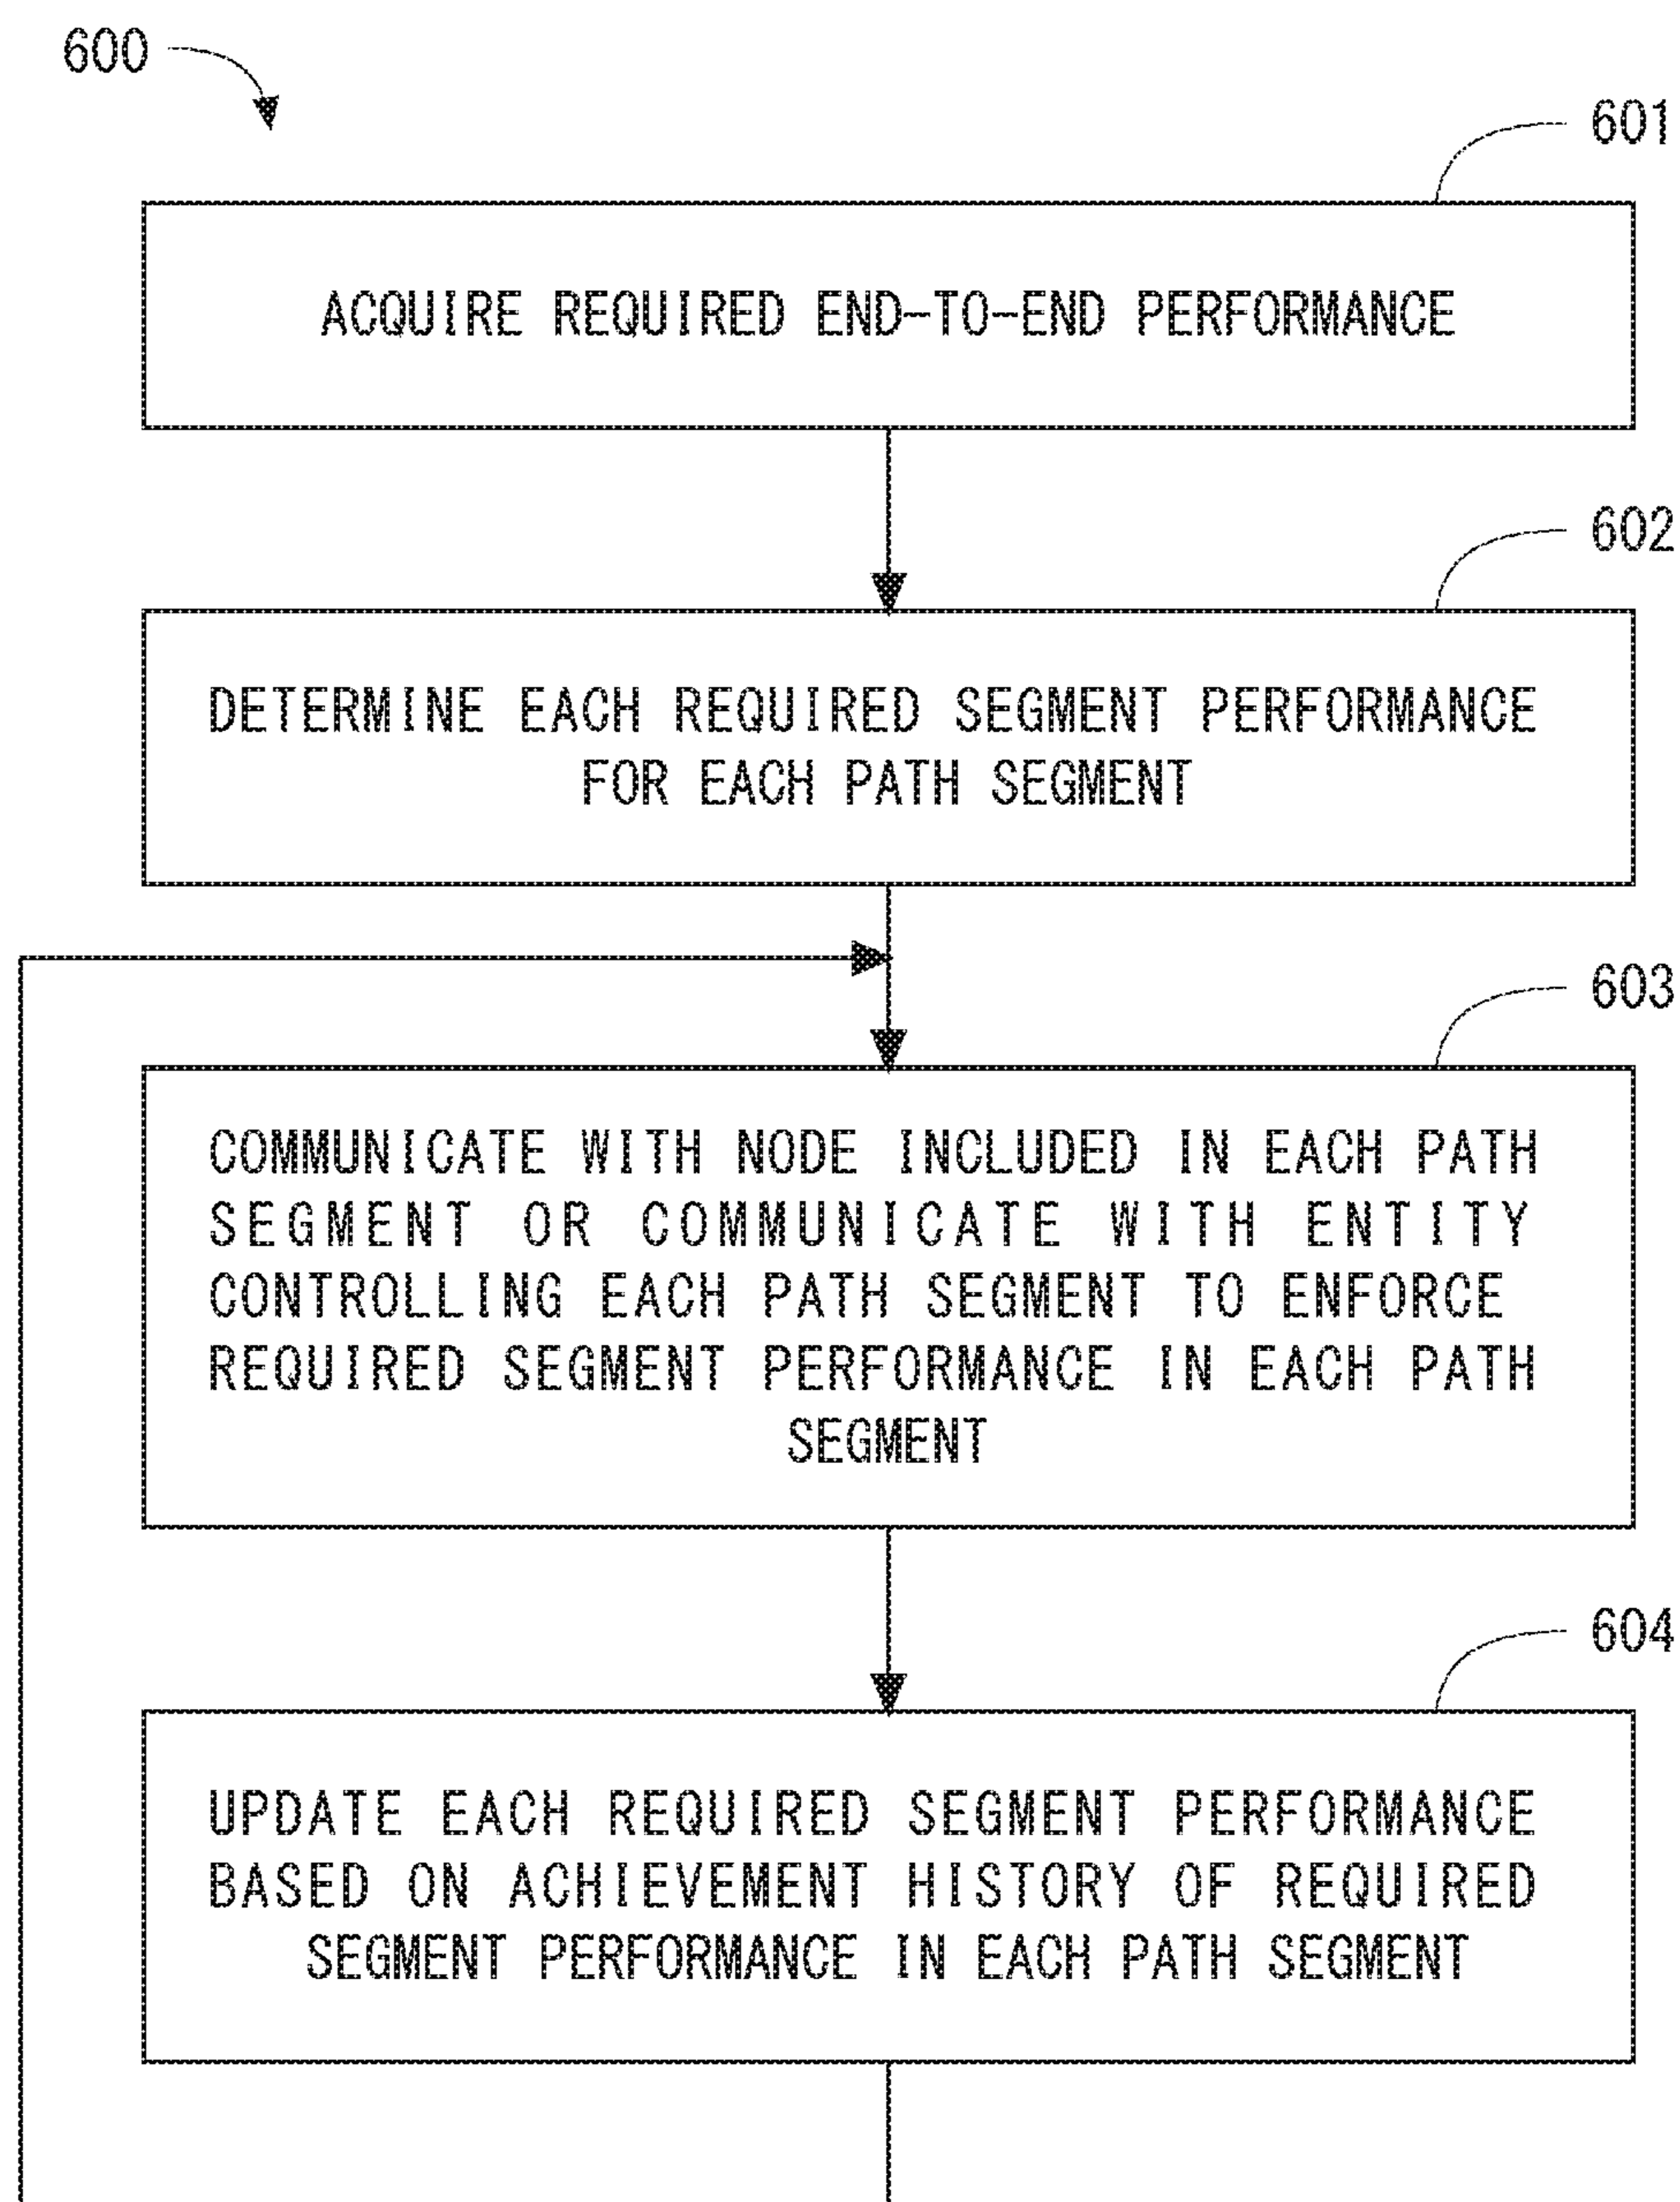 600
601
ACQUIRE REQUIRED END-TO-END PERFORMANCE
602
DETERMINE EACH REQUIRED SEGMENT PERFORMANCE
FOR EACH PATH SEGMENT
603
COMMUNICATE WITH NODE INCLUDED IN EACH PATH
SEGMENT OR COMMUNICATE WITH ENTITY
CONTROLLING EACH PATH SEGMENT TO ENFORCE
REQUIRED SEGMENT PERFORMANCE IN EACH PATH
SEGMENT
604
UPDATE EACH REQUIRED SEGMENT PERFORMANCE
BASED ON ACHIEVEMENT HISTORY OF REQUIRED
SEGMENT PERFORMANCE IN EACH PATH SEGMENT